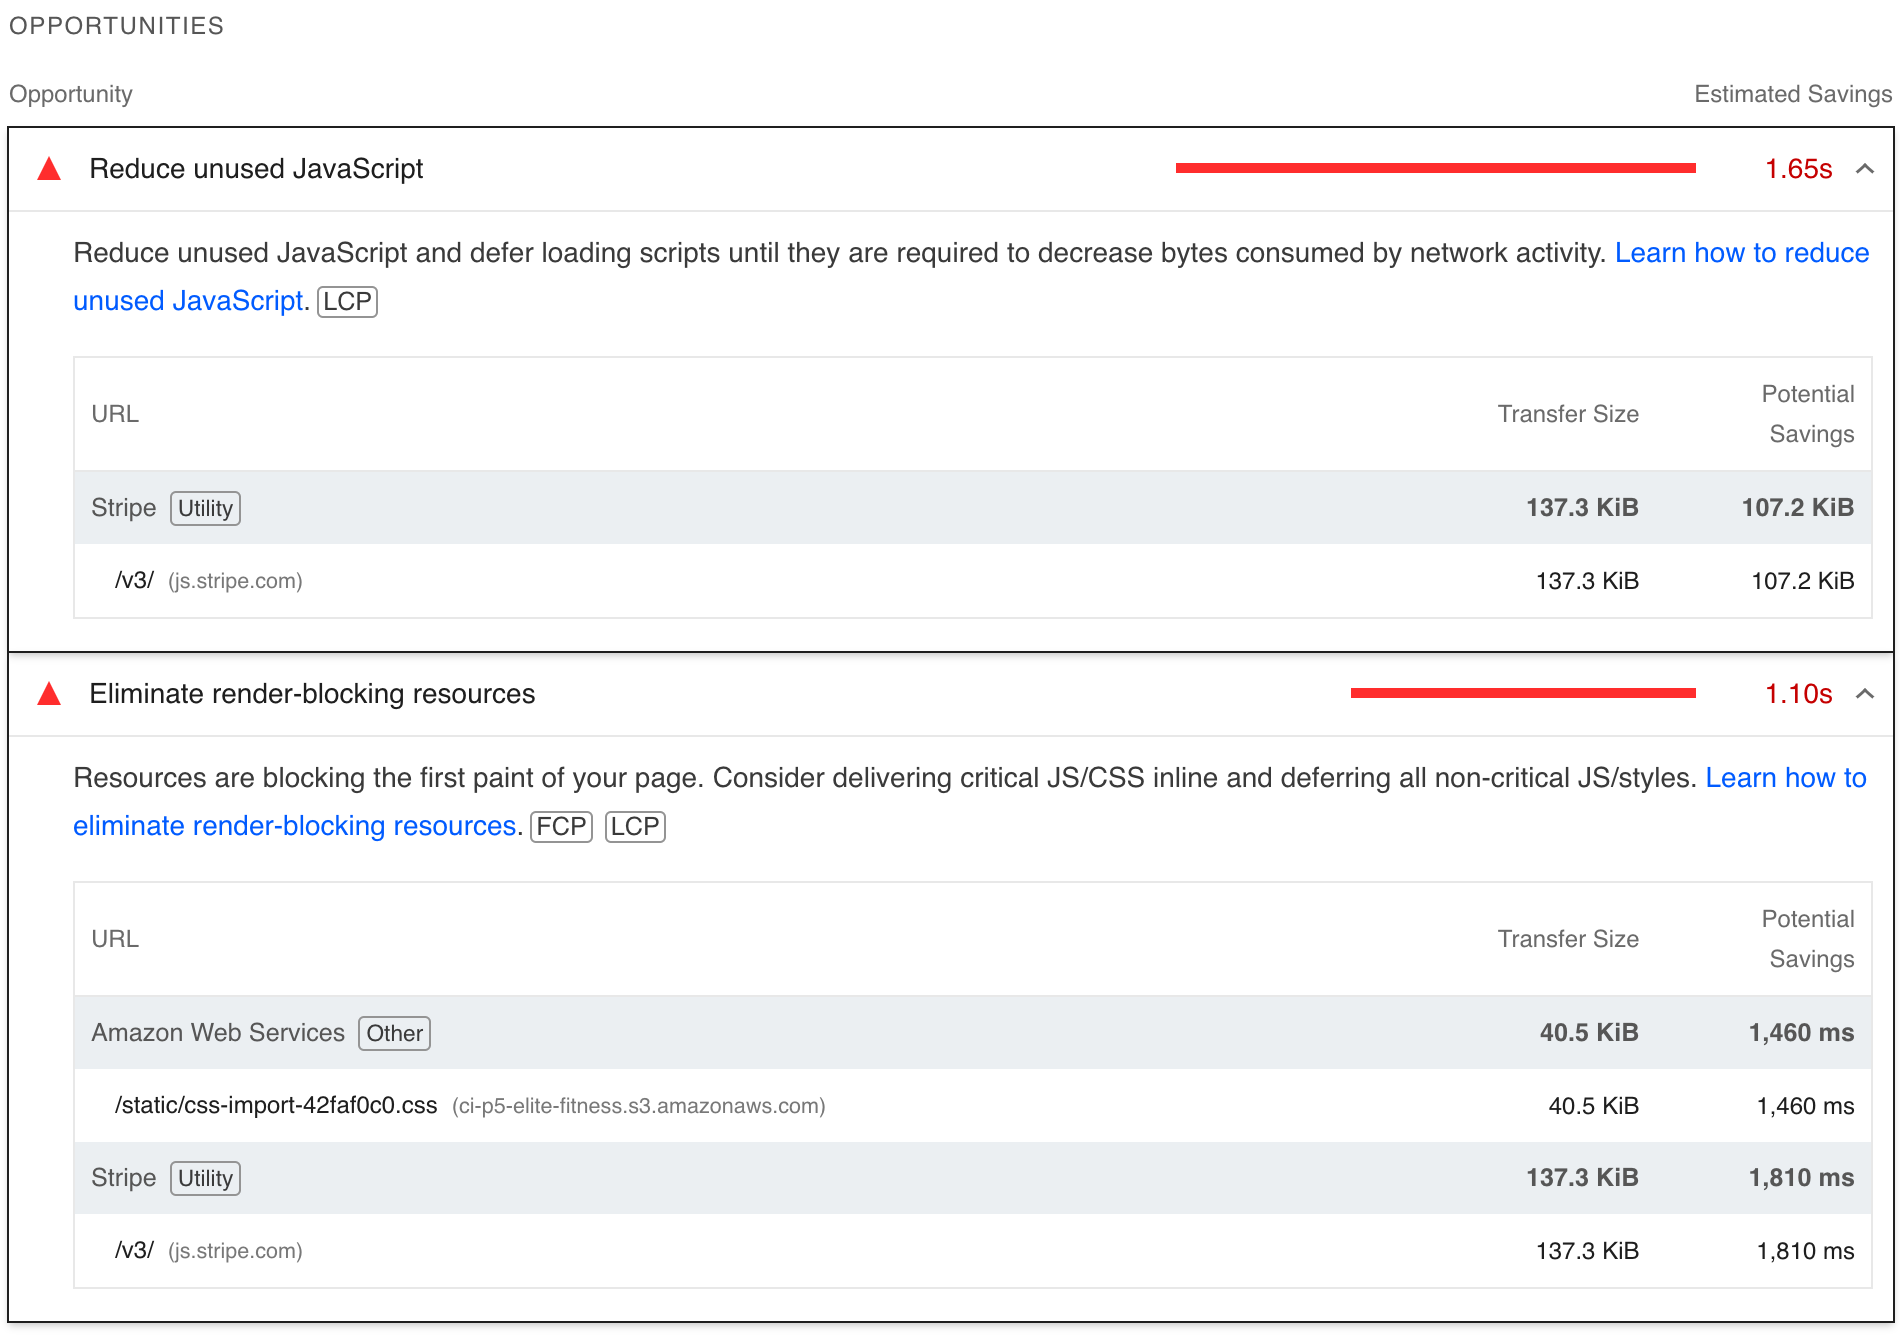 OPPORTUNITIES
Opportunity
Estimated Savings
Reduce unused JavaScript
1.65s
Reduce unused JavaScript and defer loading scripts until they are required to decrease bytes consumed by network activity. Learn how to reduce
unused JavaScript. LCP
URL
Transfer Size
Potential
Savings
Stripe Utility
137.3 KiB
107.2 KiB
/v3/ (js.stripe.com)
137.3 KiB
107.2 KiB
Eliminate render-blocking resources
1.10s
Resources are blocking the first paint of your page. Consider delivering critical JS/CSS inline and deferring all non-critical JS/styles. Learn how to
eliminate render-blocking resources. FCP LCP
URL
Transfer Size
Potential
Savings
Amazon Web Services Other
40.5 KiB
1,460 ms
/static/css-import-42faf0c0.css (ci-p5-elite-fitness.s3.amazonaws.com)
40.5 KiB
1,460 ms
Stripe Utility
137.3 KiB
1,810 ms
/v3/ (js.stripe.com)
137.3 KiB
1,810 ms